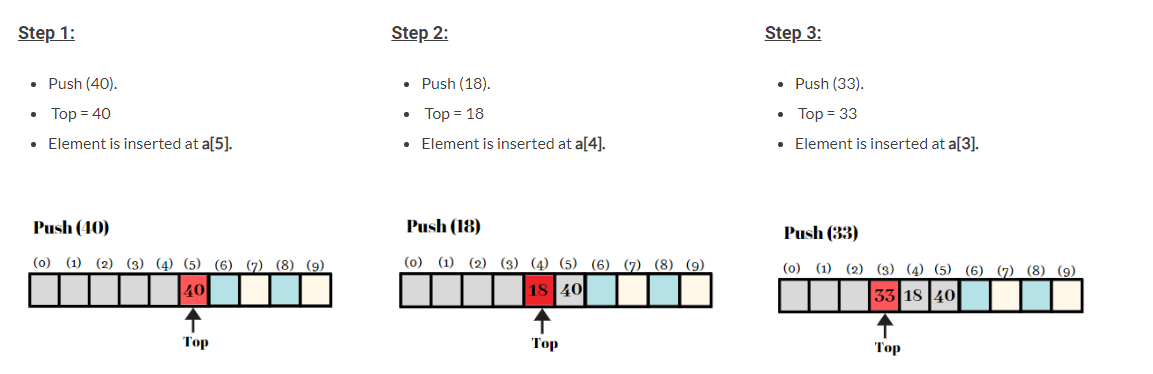 Step 1:
• Push (40).
• Top = 40
• Element is inserted at a[5].
Push (40)
(0) (1) (2) (3) (4) (5) (6) (7) (8) (9)
40
Top
Step 2:
• Push (18).
• Top = 18
• Element is inserted at a[4].
Push (18)
(0) (1) (2) (3) (4) (5) (6) (7) (8) (9)
18 40
Top
Step 3:
• Push (33).
• Top = 33
• Element is inserted at a[3].
Push (33)
(0) (1) (2) (3) (4) (5) (6) (7) (8) (9)
33 18 40
Top